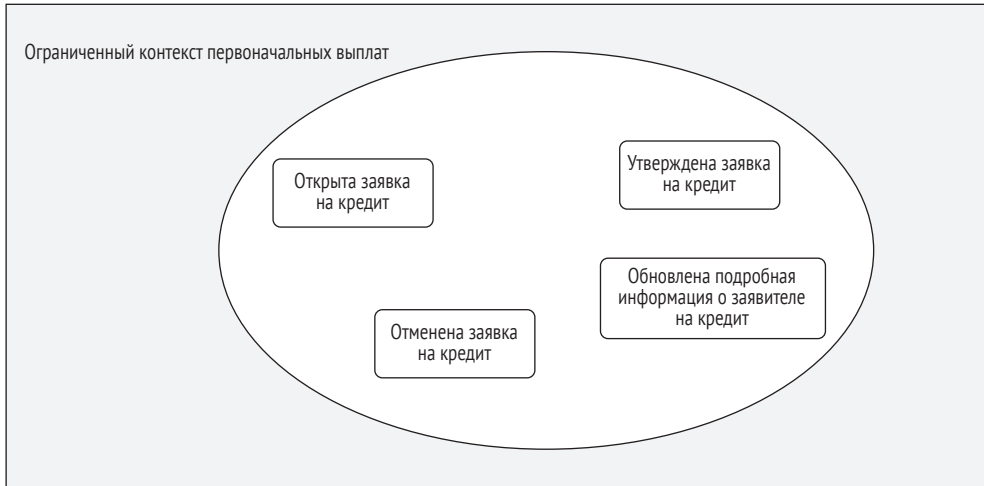 Ограниченный контекст первоначальных выплат
Открыта заявка
на кредит
Утверждена заявка
на кредит
Обновлена подробная
информация о заявителе
на кредит
Отменена заявка
на кредит